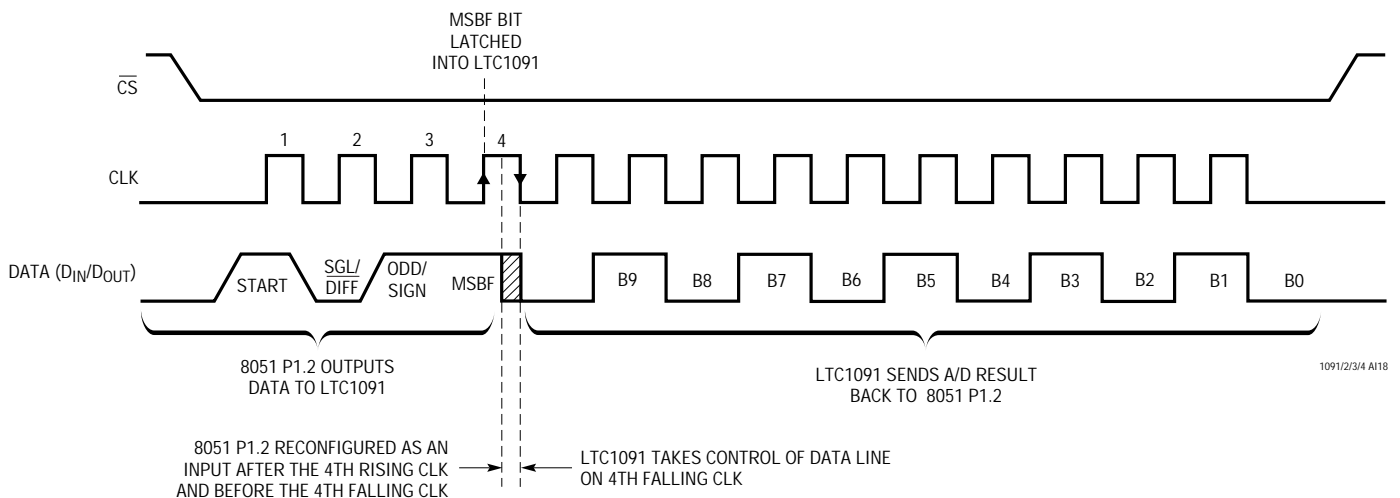 MSBF BIT
LATCHED
INTO LTC1091
CS
1 2 3 4
CLK
DATA (DIN/DOUT)
START SGL/ DIFF ODD/ SIGN MSBF B9 B8 B7 B6 B5 B4 B3 B2 B1 B0
8051 P1.2 OUTPUTS
DATA TO LTC1091
LTC1091 SENDS A/D RESULT
BACK TO 8051 P1.2
1091/2/3/4 AI18
8051 P1.2 RECONFIGURED AS AN
INPUT AFTER THE 4TH RISING CLK
AND BEFORE THE 4TH FALLING CLK
LTC1091 TAKES CONTROL OF DATA LINE
ON 4TH FALLING CLK